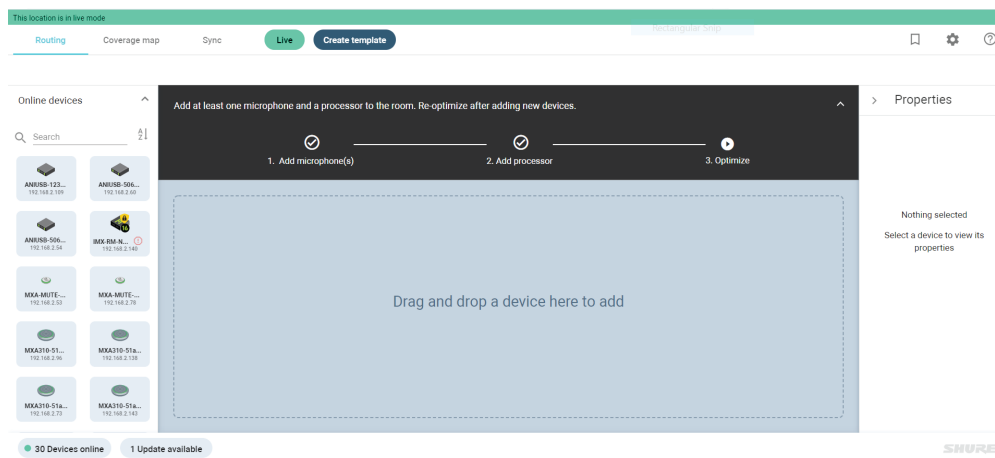 This location is in live mode
Rectangular Snip
Routing
Coverage map
Sync
Live
Create template
Online devices
Search
A
Z
ANIUSB-123...
192.168.2.109
ANIUSB-506...
192.168.2.60
ANIUSB-506...
192.168.2.54
16
IMX-RM-N...
192.168.2.140
MXA-MUTE-...
192.168.2.53
MXA-MUTE-...
192.168.2.78
MXA310-51...
192.168.2.96
MXA310-51a...
192.168.2.138
MXA310-51a...
192.168.2.73
MXA310-51a...
192.168.2.143
Add at least one microphone and a processor to the room. Re-optimize after adding new devices.
1. Add microphone(s)
2. Add processor
3. Optimize
Drag and drop a device here to add
Properties
Nothing selected
Select a device to view its
properties
30 Devices online
1 Update available
SHURE